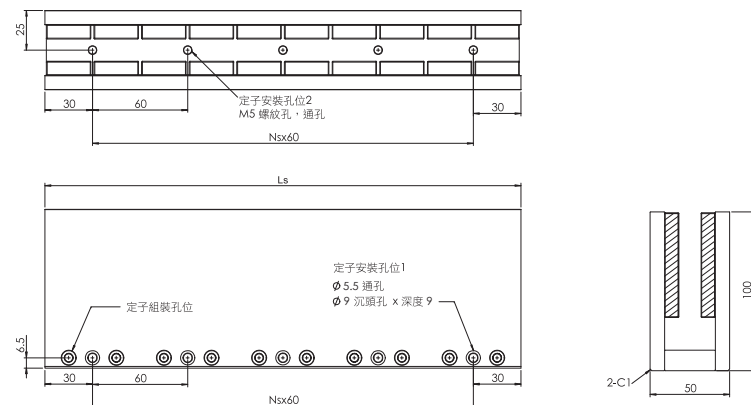 25
30
60
定子安裝孔位2
M5 螺紋孔，通孔
30
Nsx60
Ls
定子安裝孔位1
ϕ5.5 通孔
ϕ9 沉頭孔 x 深度 9
定子組裝孔位
6.5
30
60
30
Nsx60
100
2-C1
50